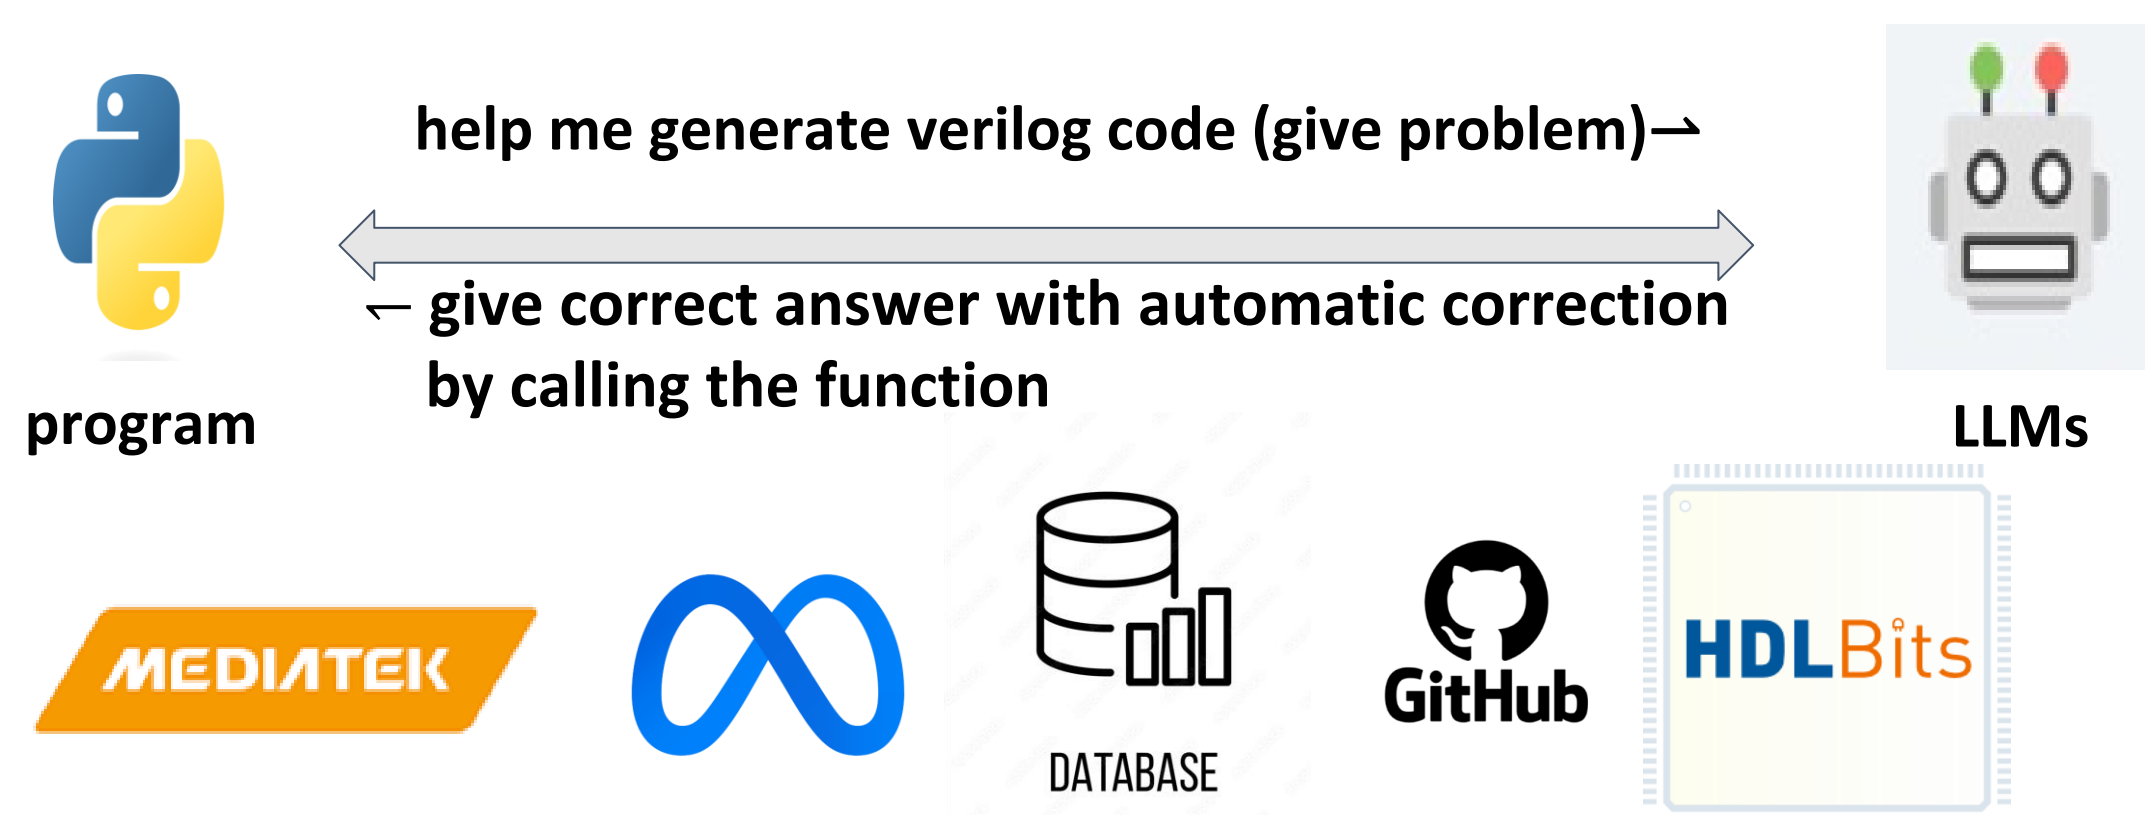 help me generate verilog code (give problem)⇀
↼ give correct answer with automatic correction
by calling the function
program
LLMs
MEDIATEK
DATABASE
GitHub
HDLBits